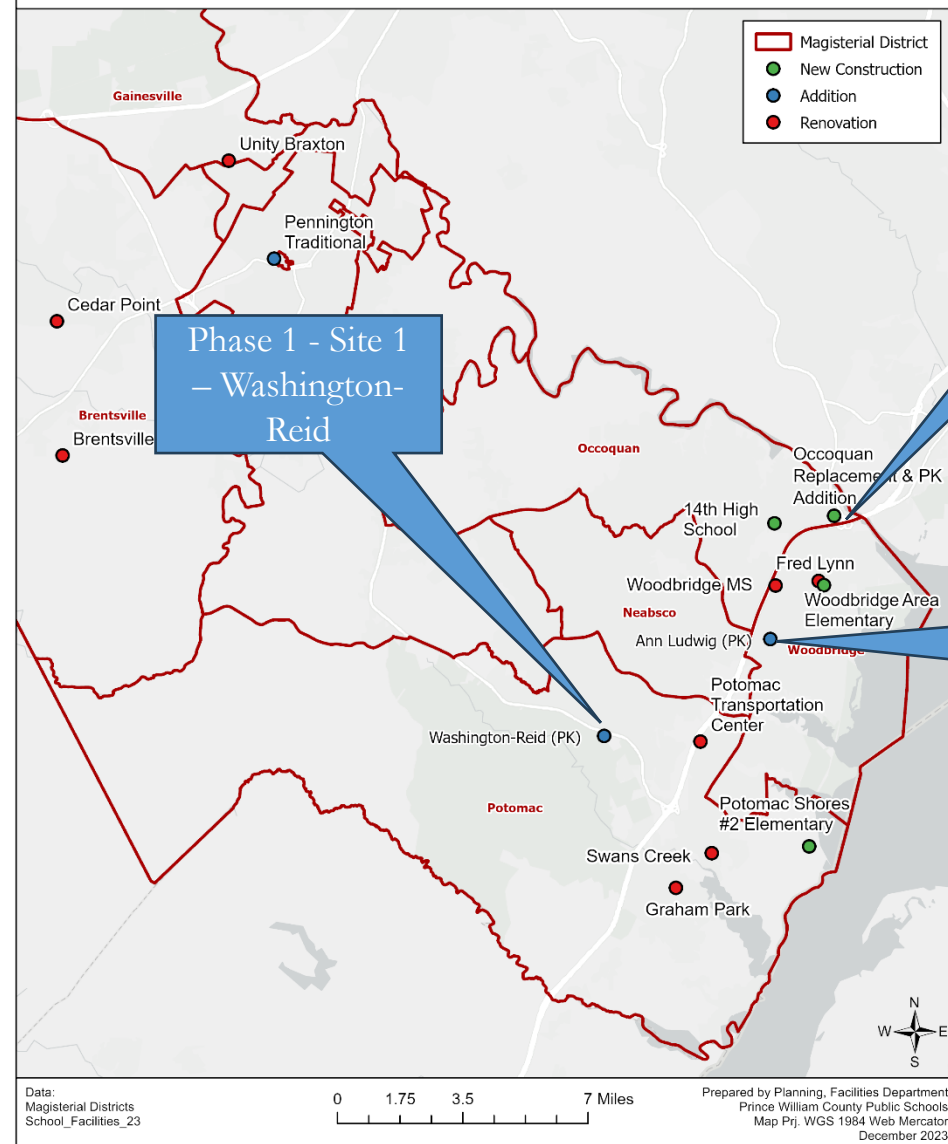 Magisterial District
New Construction
Addition
Renovation
Gainesville
Unity Braxton
Pennington
Traditional
Cedar Point
Phase 1 - Site 1
– Washington-
Reid
Brentsville
Brentsville
Occoquan
Occoquan
Replacement & PK
Addition
14th High
School
Fred Lynn
Woodbridge MS
Woodbridge Area
Elementary
Neabsco
Ann Ludwig (PK)
Woodbridge
Potomac
Transportation
Center
Washington-Reid (PK)
Potomac
Potomac Shores
#2 Elementary
Swans Creek
Graham Park
N
W E
S
Data:
Magisterial Districts
School_Facilities_23
0 1.75 3.5 7 Miles
Prepared by Planning, Facilities Department
Prince William County Public Schools
Map Prj. WGS 1984 Web Mercator
December 2023